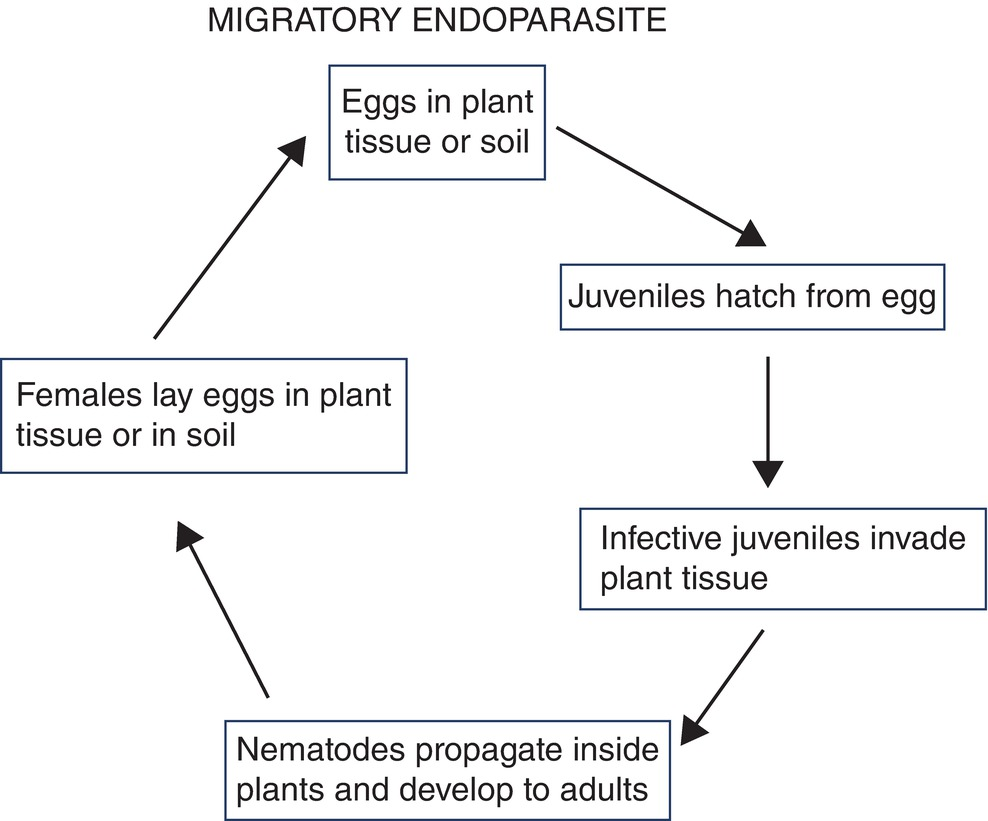 MIGRATORY ENDOPARASITE
Eggs in plant
tissue or soil
Juveniles hatch from egg
Infective juveniles invade
plant tissue
Nematodes propagate inside
plants and develop to adults
Females lay eggs in plant
tissue or in soil